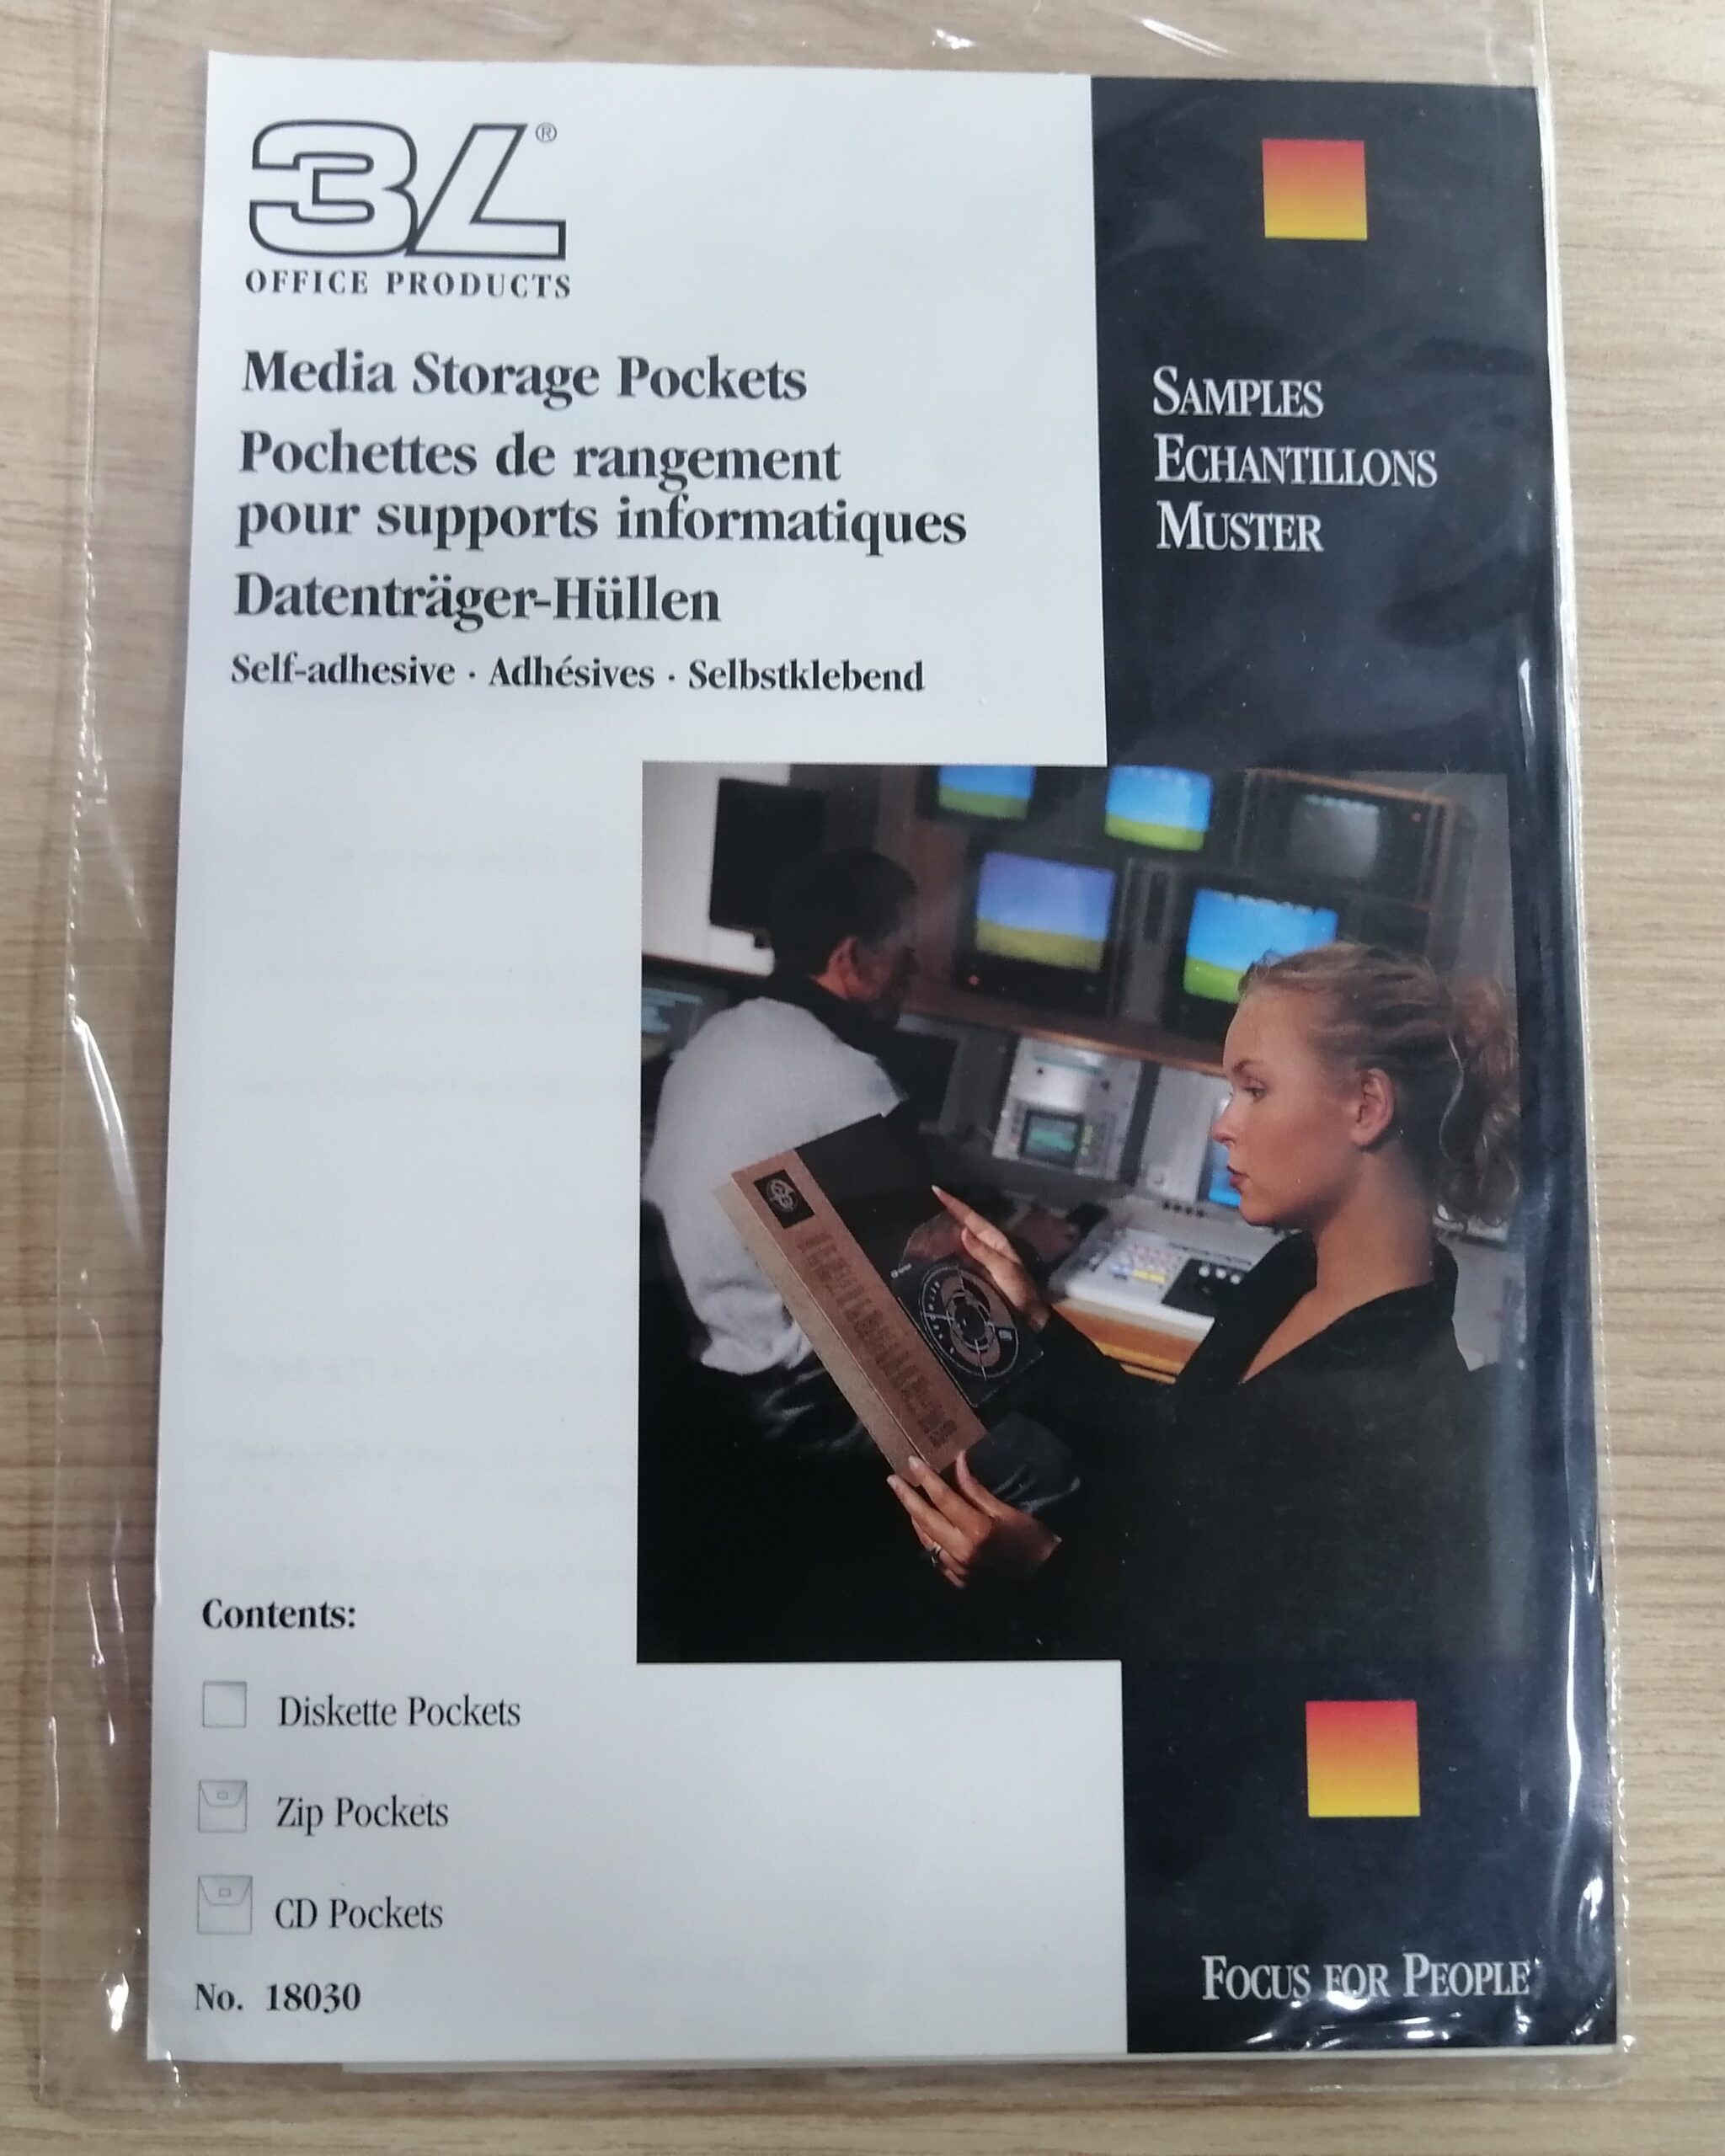 3L®
OFFICE PRODUCTS
Media Storage Pockets
Pochettes de rangement
pour supports informatiques
Datenträger-Hüllen
Self-adhesive · Adhésives · Selbstklebend
SAMPLES
ECHANTILLONS
MUSTER
Contents:
Diskette Pockets
Zip Pockets
CD Pockets
No. 18030
FOCUS FOR PEOPLE